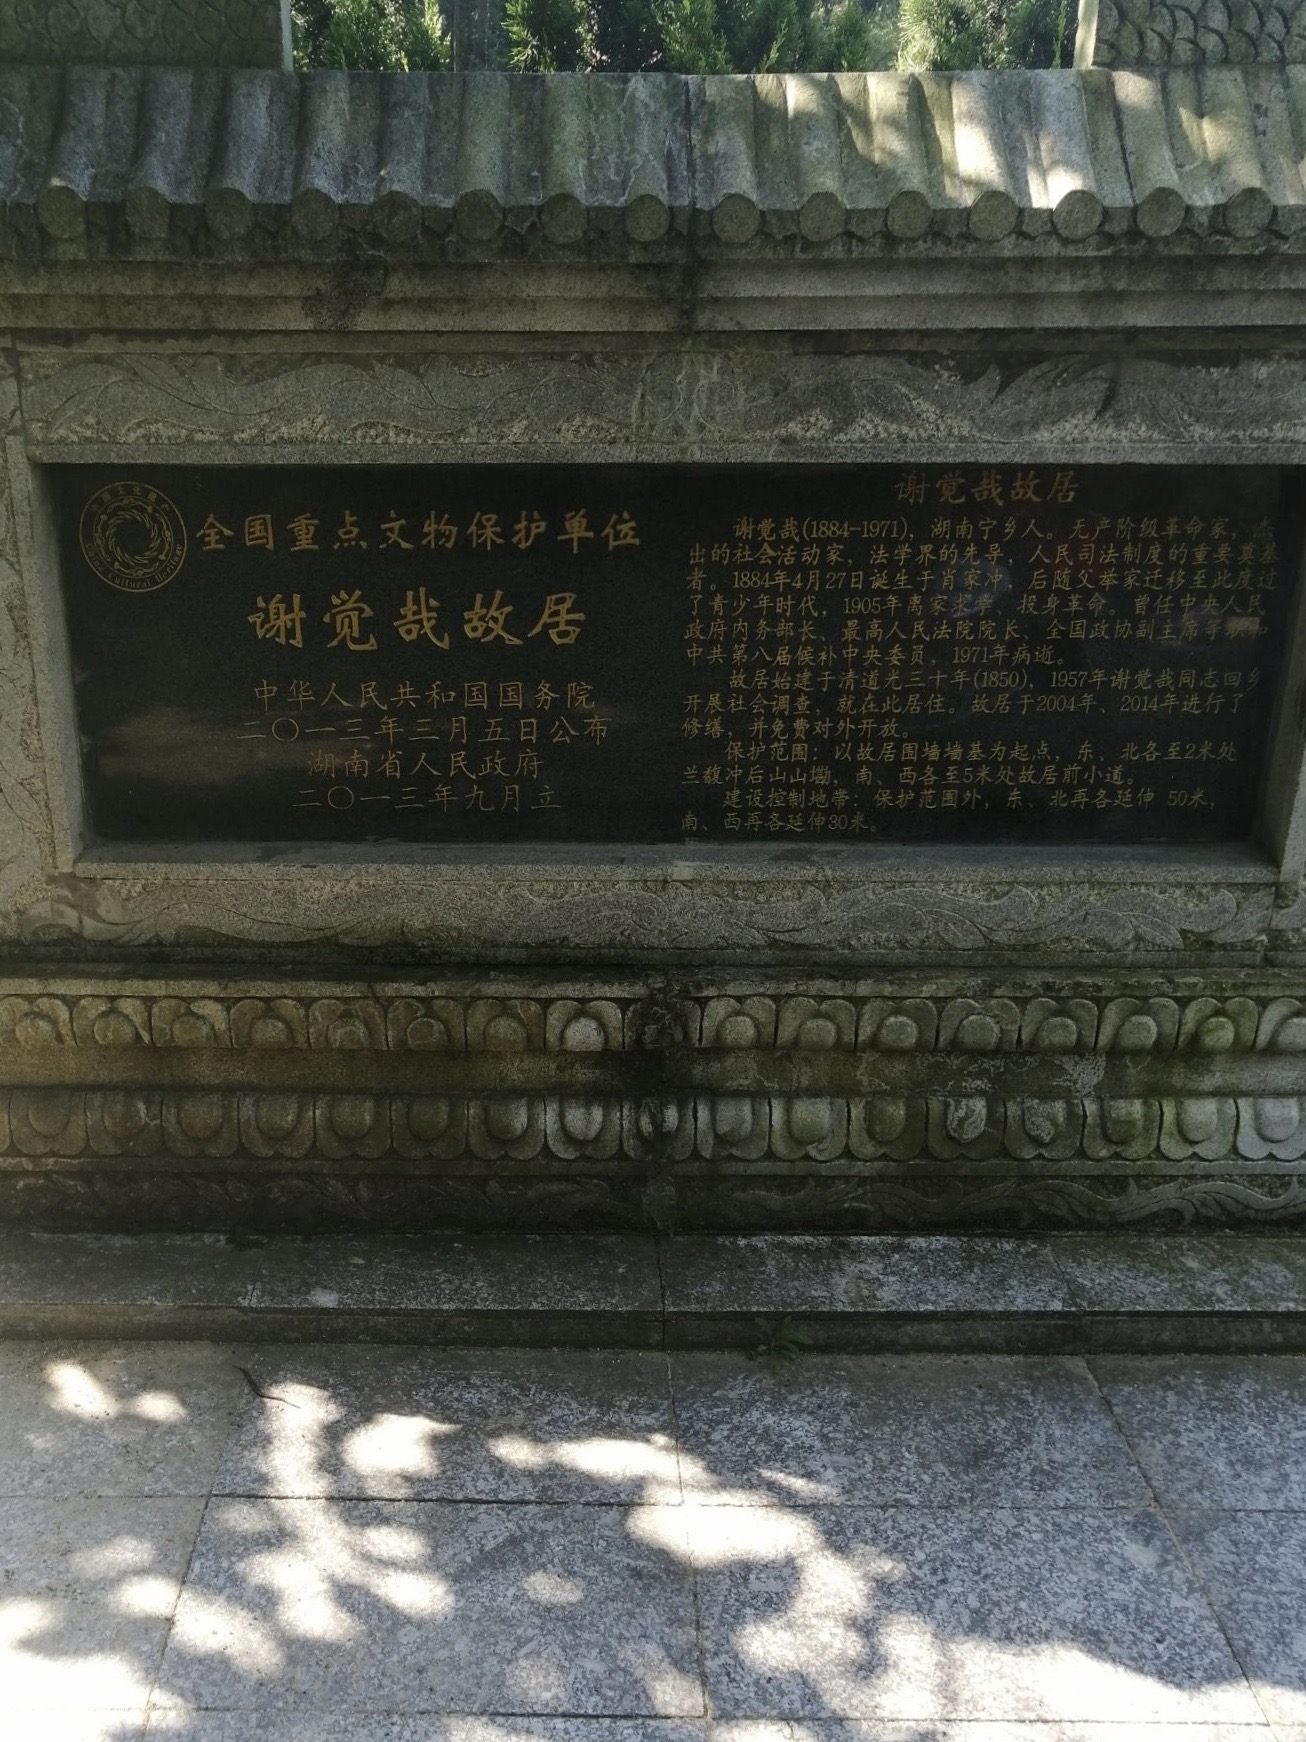 全国重点文物保护单位
谢觉哉故居
中华人民共和国国务院
二〇一三年三月五日公布
湖南省人民政府
二〇一三年九月立
谢觉哉故居
谢觉哉(1884-1971)，湖南宁乡人。无产阶级革命家，杰
出的社会活动家，法学界的先导，人民司法制度的重要奠基
者。1884年4月27日诞生于肖家冲，后随父举家迁移至此度过
了青少年时代，1905年离家求学、投身革命。曾任中央人民
政府内务部长、最高人民法院院长、全国政协副主席等职和
中共第八届候补中央委员，1971年病逝。
故居始建于清道光三十年(1850)，1957年谢觉哉同志回乡
开展社会调查，就在此居住。故居于2004年、2014年进行了
修缮，并免费对外开放。
保护范围：以故居围墙墙基为起点，东、北各至2米处
兰馥冲后山山坳，南、西各至5米处故居前小道。
建设控制地带：保护范围外，东、北再各延伸 50米，
南、西再各延伸30米。